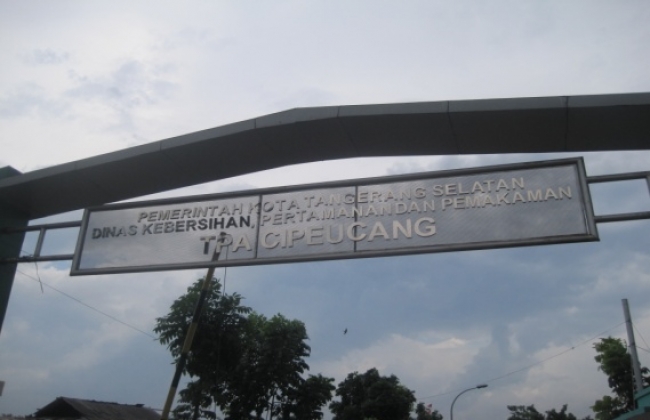 PEMERINTAH KOTA TANGERANG SELATAN
DINAS KEBERSIHAN, PERTAMANAN DAN PEMAKAMAN
TPA CIPEUCANG